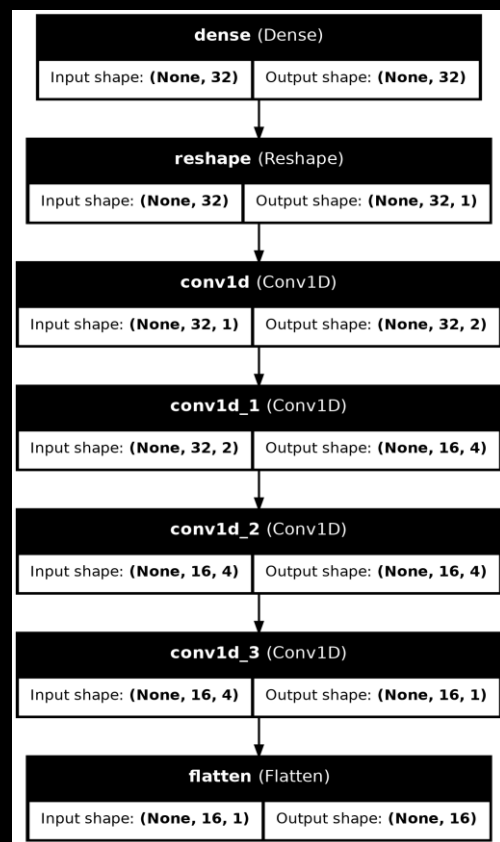 dense (Dense)
Input shape: (None, 32) Output shape: (None, 32)
reshape (Reshape)
Input shape: (None, 32) Output shape: (None, 32, 1)
conv1d (Conv1D)
Input shape: (None, 32, 1) Output shape: (None, 32, 2)
conv1d_1 (Conv1D)
Input shape: (None, 32, 2) Output shape: (None, 16, 4)
conv1d_2 (Conv1D)
Input shape: (None, 16, 4) Output shape: (None, 16, 4)
conv1d_3 (Conv1D)
Input shape: (None, 16, 4) Output shape: (None, 16, 1)
flatten (Flatten)
Input shape: (None, 16, 1) Output shape: (None, 16)